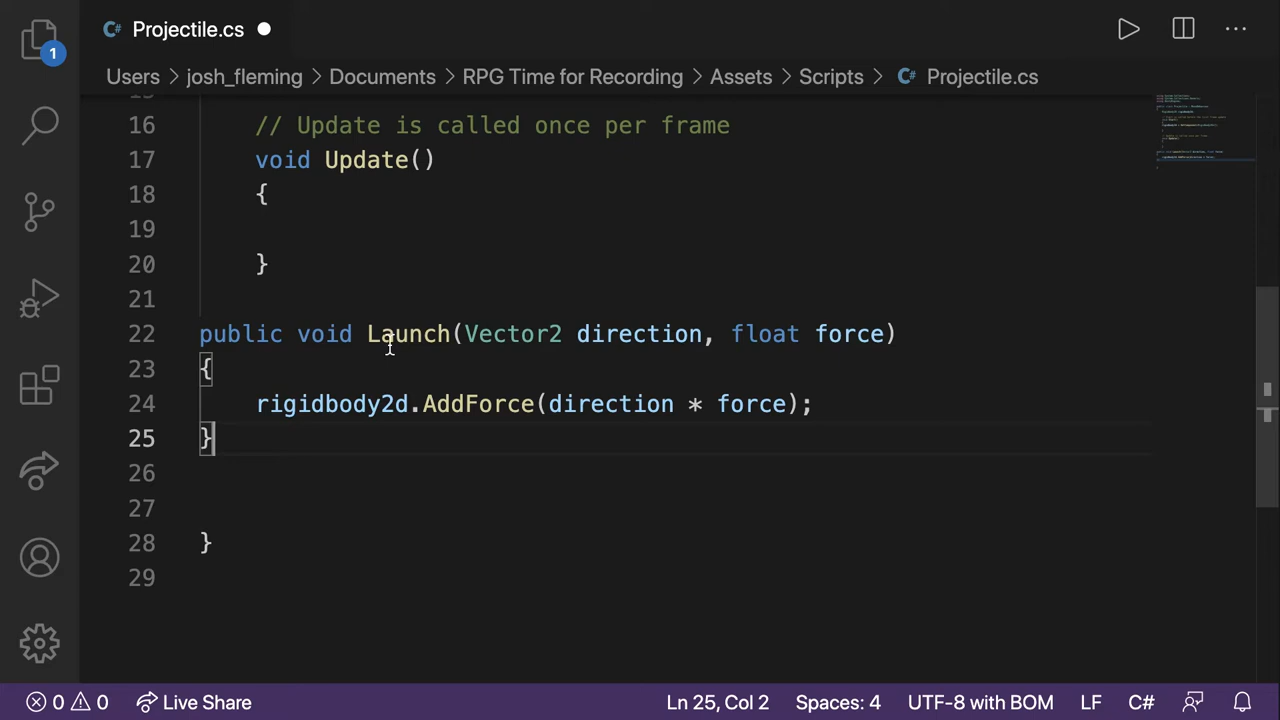 Projectile.cs
1
Users > josh_fleming > Documents > RPG Time for Recording > Assets > Scripts > Projectile.cs
15
16 // Update is called once per frame
17 void Update()
18 {
19
20 }
21
22 public void Launch(Vector2 direction, float force)
23 {
24 rigidbody2d.AddForce(direction * force);
25 }
26
27
28 }
29
0 0 Live Share Ln 25, Col 2 Spaces: 4 UTF-8 with BOM LF C#